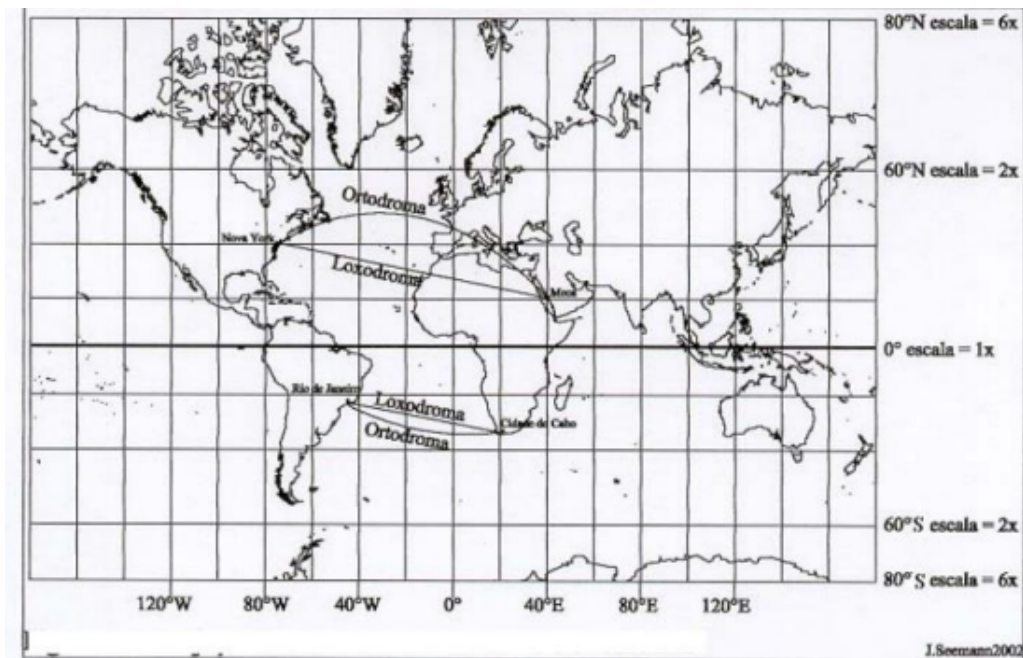 80°N escala = 6x
60°N escala = 2x
Ortodroma
Nova York
Loxodroma
Meca
0° escala = 1x
Rio de Janeiro
Loxodroma
Cidade do Cabo
Ortodroma
60°S escala = 2x
80° S escala = 6x
120°W 80°W 40°W 0° 40°E 80°E 120°E
J.Seemann2002